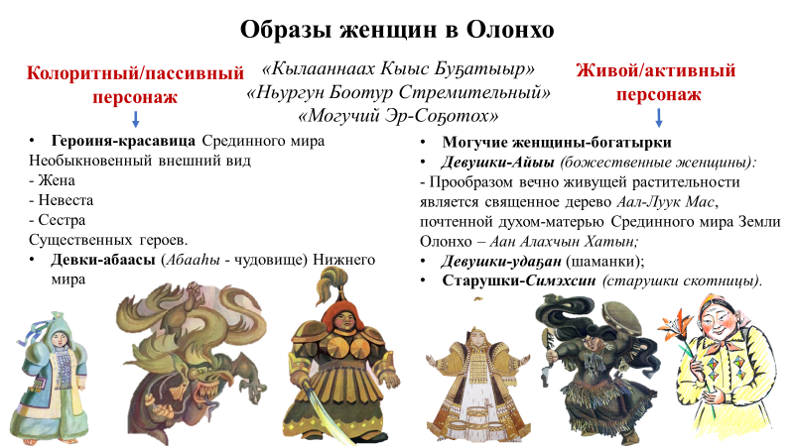 Образы женщин в Олонхо
Колоритный/пассивный
персонаж
«Кылааннаах Кыыс Буҕатыыр»
«Ньургун Боотур Стремительный»
«Могучий Эр-Соҕотох»
Живой/активный
персонаж
• Героиня-красавица Срединного мира
Необыкновенный внешний вид
- Жена
- Невеста
- Сестра
Существенных героев.
• Девки-абаасы (Абааһы - чудовище) Нижнего
мира
• Могучие женщины-богатырки
• Девушки-Айыы (божественные женщины):
- Прообразом вечно живущей растительности
является священное дерево Аал-Луук Мас,
почтенной духом-матерью Срединного мира Земли
Олонхо – Аан Алахчын Хатын;
• Девушки-удаҕан (шаманки);
• Старушки-Симэхсин (старушки скотницы).